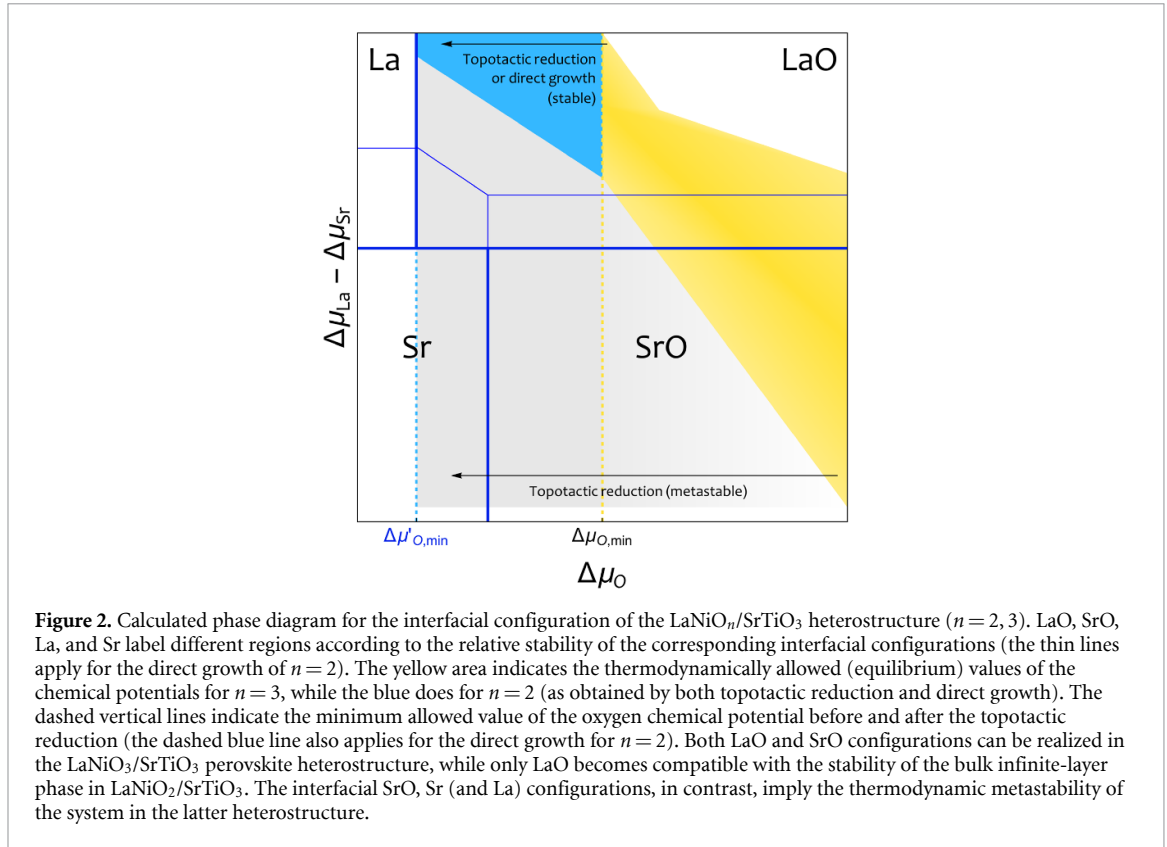 La
LaO
Topotactic reduction
or direct growth
(stable)
Δμ_La − Δμ_Sr
Sr
SrO
Topotactic reduction (metastable)
Δμ'_O,min
Δμ_O,min
Δμ_O
Figure 2. Calculated phase diagram for the interfacial configuration of the LaNiO_n/SrTiO_3 heterostructure (n = 2, 3). LaO, SrO,
La, and Sr label different regions according to the relative stability of the corresponding interfacial configurations (the thin lines
apply for the direct growth of n = 2). The yellow area indicates the thermodynamically allowed (equilibrium) values of the
chemical potentials for n = 3, while the blue does for n = 2 (as obtained by both topotactic reduction and direct growth). The
dashed vertical lines indicate the minimum allowed value of the oxygen chemical potential before and after the topotactic
reduction (the dashed blue line also applies for the direct growth for n = 2). Both LaO and SrO configurations can be realized in
the LaNiO_3/SrTiO_3 perovskite heterostructure, while only LaO becomes compatible with the stability of the bulk infinite-layer
phase in LaNiO_2/SrTiO_3. The interfacial SrO, Sr (and La) configurations, in contrast, imply the thermodynamic metastability of
the system in the latter heterostructure.